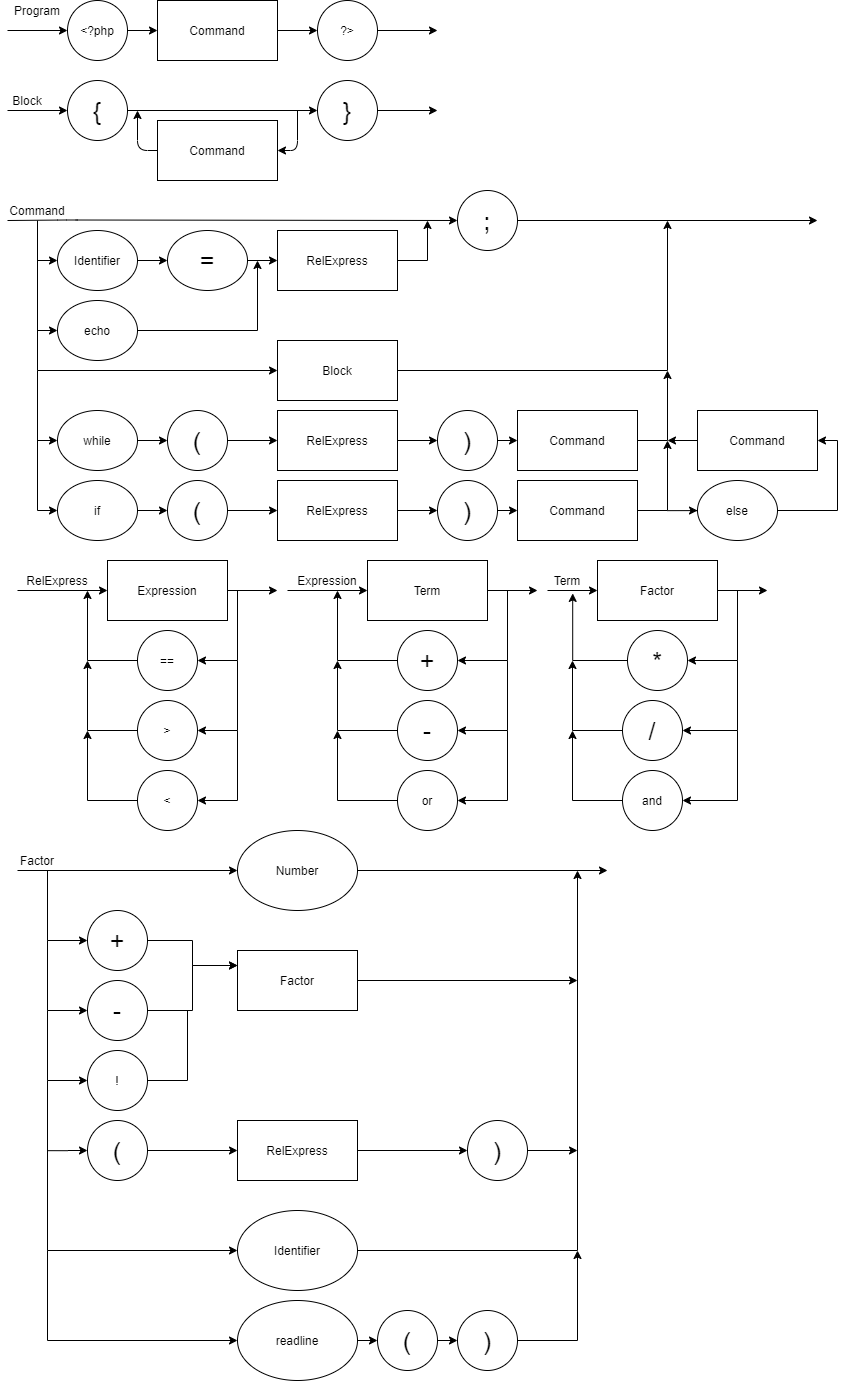 Program
<?php Command ?>
Block
{ }
Command
Command
;
Identifier = RelExpress
echo
Block
while ( RelExpress ) Command Command
if ( RelExpress ) Command else
RelExpress Expression Expression Term Term Factor
== + *
> - /
< or and
Factor
Number
+
Factor
-
!
( RelExpress )
Identifier
readline ( )